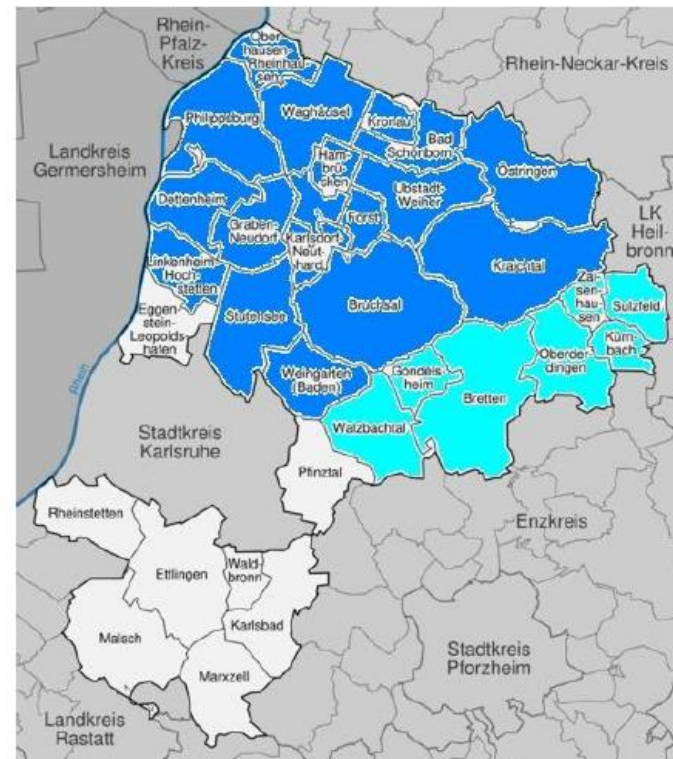 Rhein-
Pfalz-
Kreis
Ober
hausen-
Rheinhau-
sen
Rhein-Neckar-Kreis
Philippsburg
Waghäusel
Kronau
Bad
Schönborn
Landkreis
Germersheim
Ham-
brü-
cken
Östringen
Dettenheim
Ubstadt-
Weiher
LK
Heil-
bronn
Graben-
Neudorf
Forst
Karlsdorf-
Neut-
hard
Linkenheim-
Hoch-
stetten
Kraichtal
Zai-
sen-
hau-
sen
Sulzfeld
Bruchsal
Eggen-
stein-
Leopolds-
hafen
Stutensee
Kürn-
bach
Oberder-
dingen
Gondels-
heim
Weingarten
(Baden)
Bretten
Rhein
Walzbachtal
Stadtkreis
Karlsruhe
Pfinztal
Rheinstetten
Enzkreis
Ettlingen
Wald-
bronn
Karlsbad
Malsch
Stadtkreis
Pforzheim
Marxzell
Landkreis
Rastatt